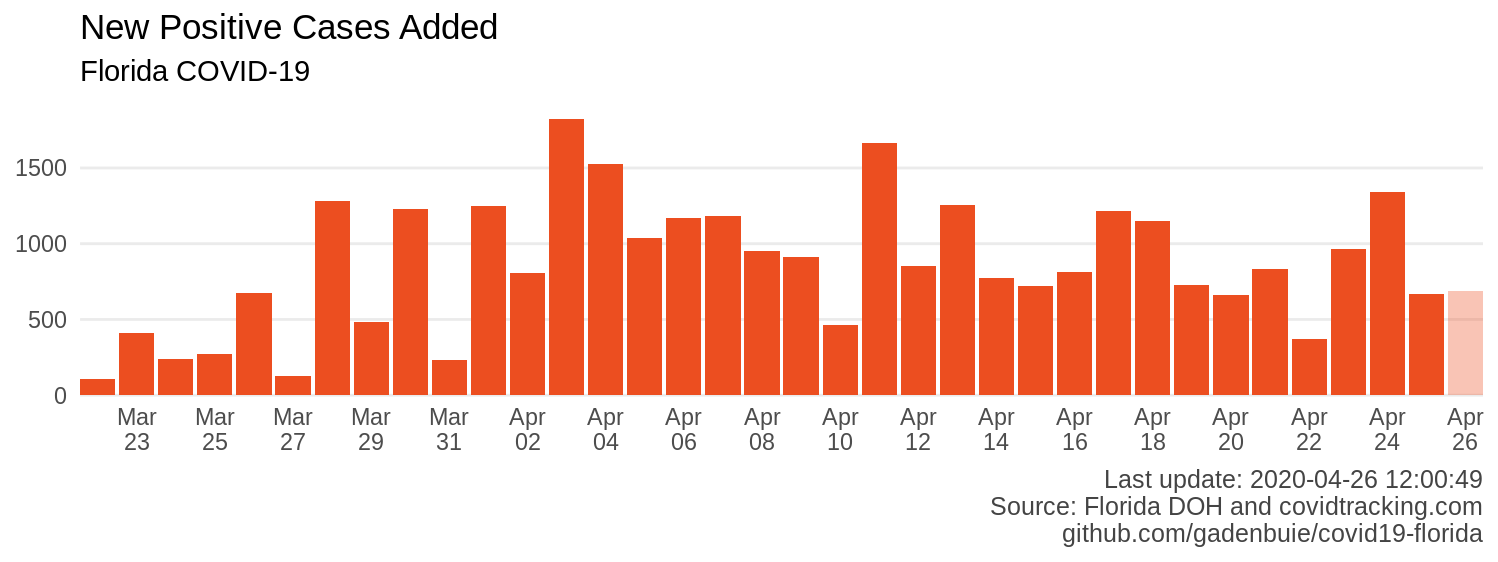 New Positive Cases Added
Florida COVID-19
1500
1000
500
0
Mar Mar Mar Mar Mar Apr Apr Apr Apr Apr Apr Apr Apr Apr Apr Apr Apr Apr
23 25 27 29 31 02 04 06 08 10 12 14 16 18 20 22 24 26
Last update: 2020-04-26 12:00:49
Source: Florida DOH and covidtracking.com
github.com/gadenbuie/covid19-florida